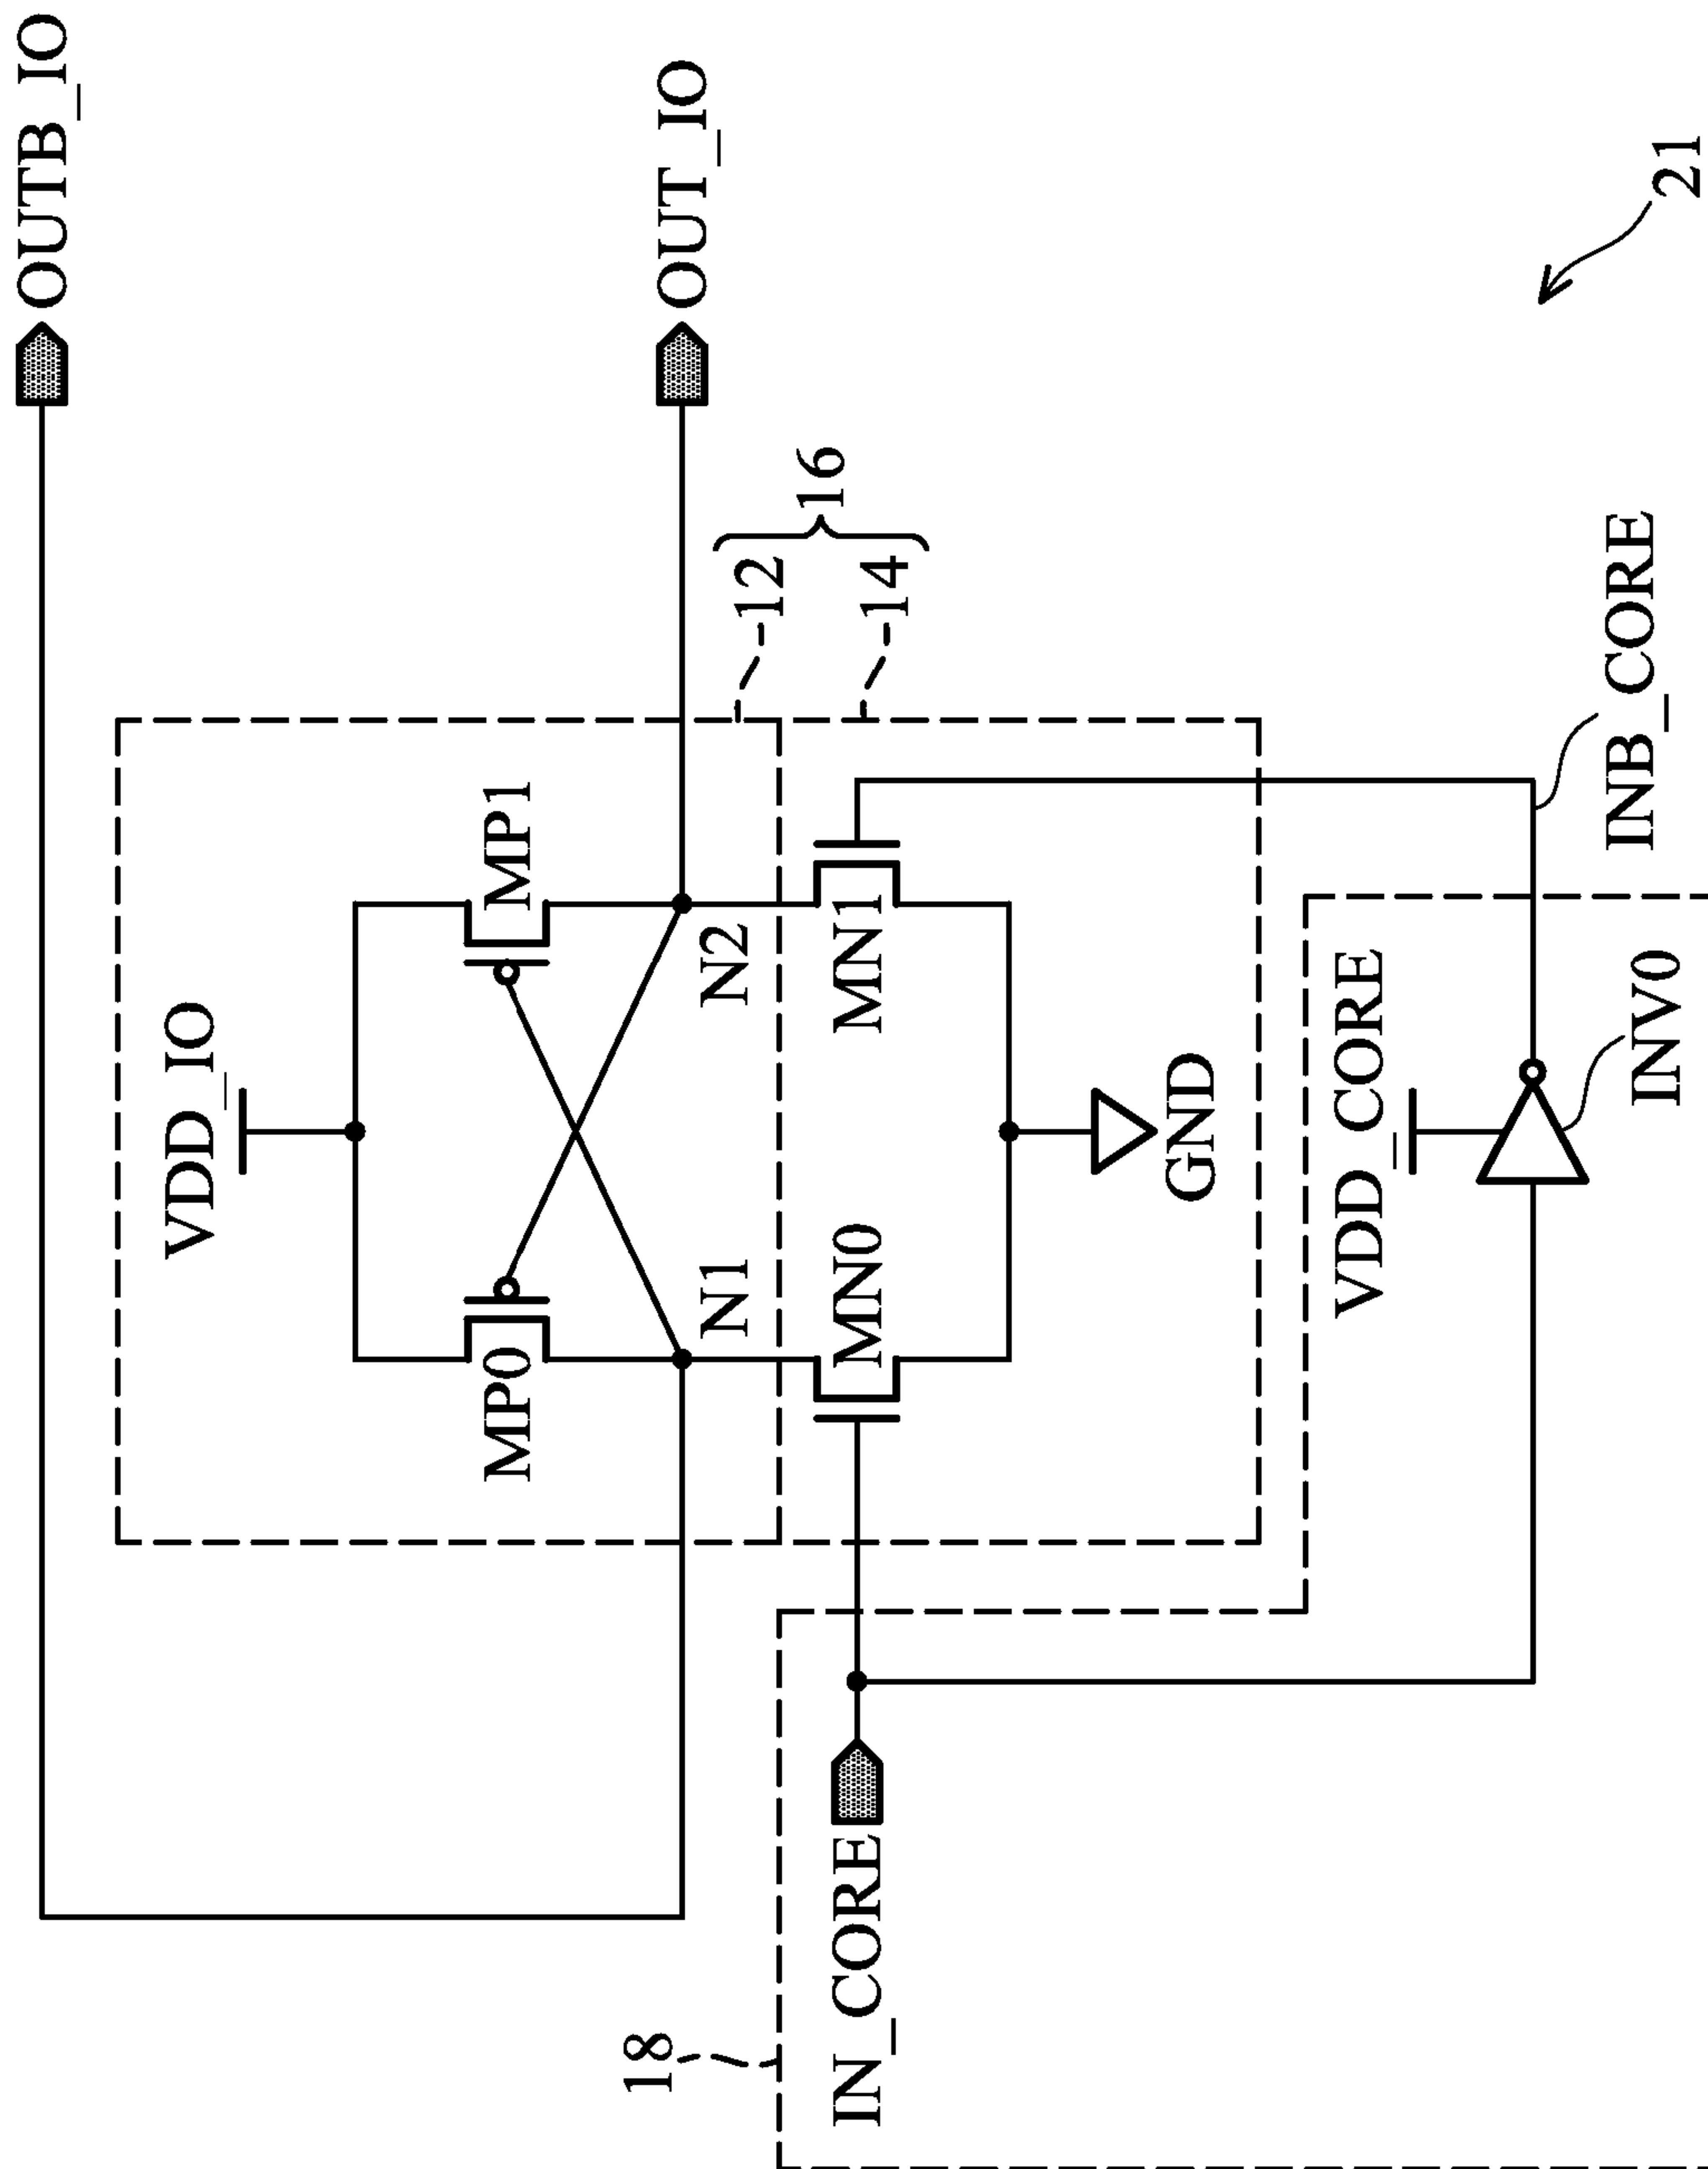 OUTB_IO
VDD_IO
MP0
MP1
OUT_IO
N1
N2
12
16
18
IN_CORE
MN0
MN1
14
GND
VDD_CORE
INB_CORE
INV0
21